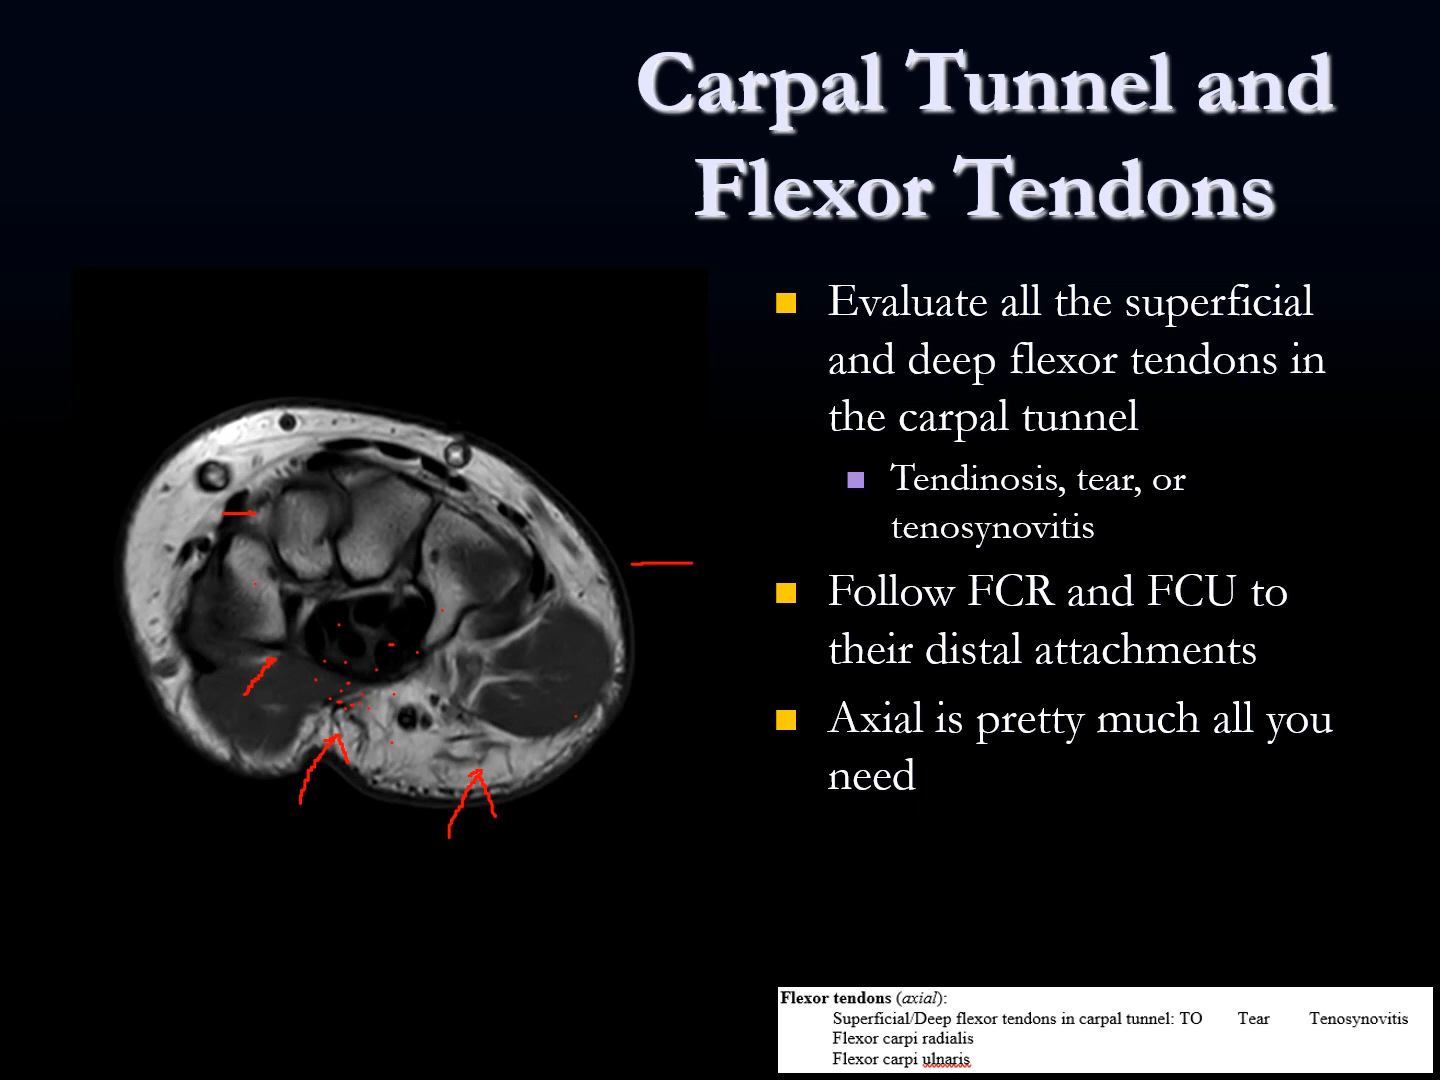 Carpal Tunnel and
Flexor Tendons
Evaluate all the superficial
and deep flexor tendons in
the carpal tunnel
Tendinosis, tear, or
tenosynovitis
Follow FCR and FCU to
their distal attachments
Axial is pretty much all you
need
Flexor tendons (axial):
Superficial/Deep flexor tendons in carpal tunnel: TO Tear Tenosynovitis
Flexor carpi radialis
Flexor carpi ulnaris